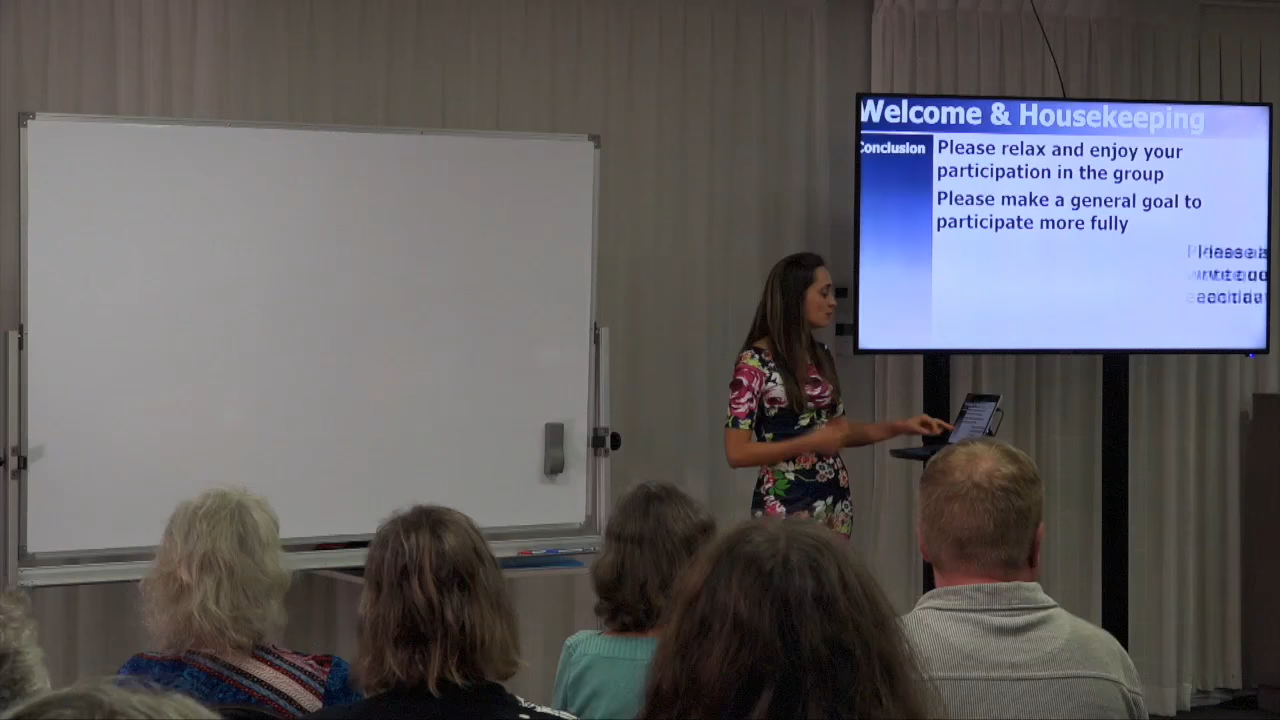 Welcome & Housekeeping
Conclusion
Please relax and enjoy your
participation in the group
Please make a general goal to
participate more fully